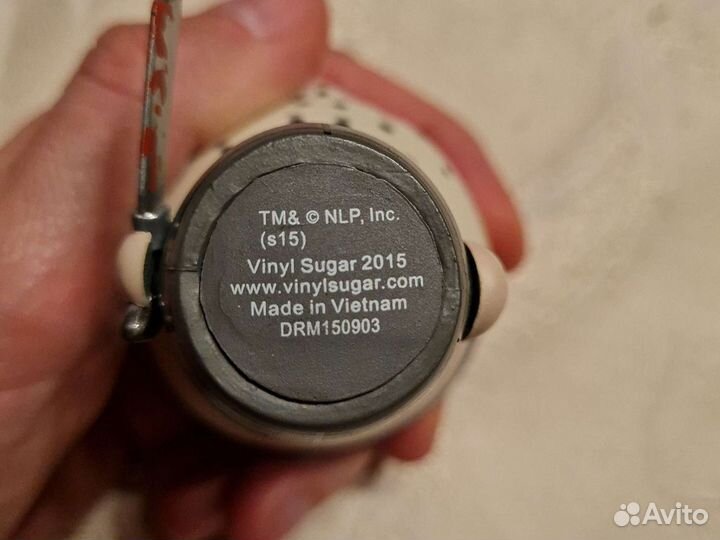 TM& © NLP, Inc.
(s15)
Vinyl Sugar 2015
www.vinylsugar.com
Made in Vietnam
DRM150903
Avito